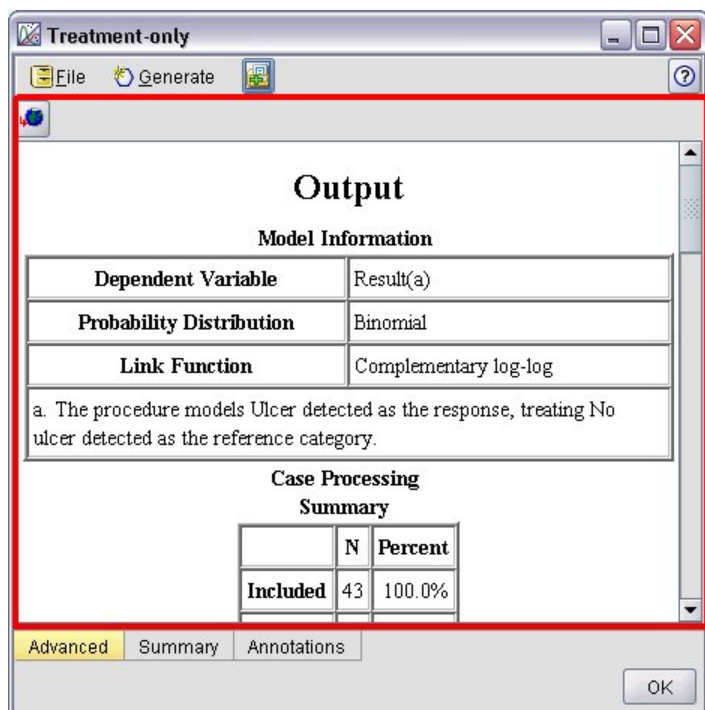 Treatment-only
File Generate
Output
Model Information
Dependent Variable Result(a)
Probability Distribution Binomial
Link Function Complementary log-log
a. The procedure models Ulcer detected as the response, treating No
ulcer detected as the reference category.
Case Processing
Summary
N Percent
Included 43 100.0%
Advanced Summary Annotations
OK